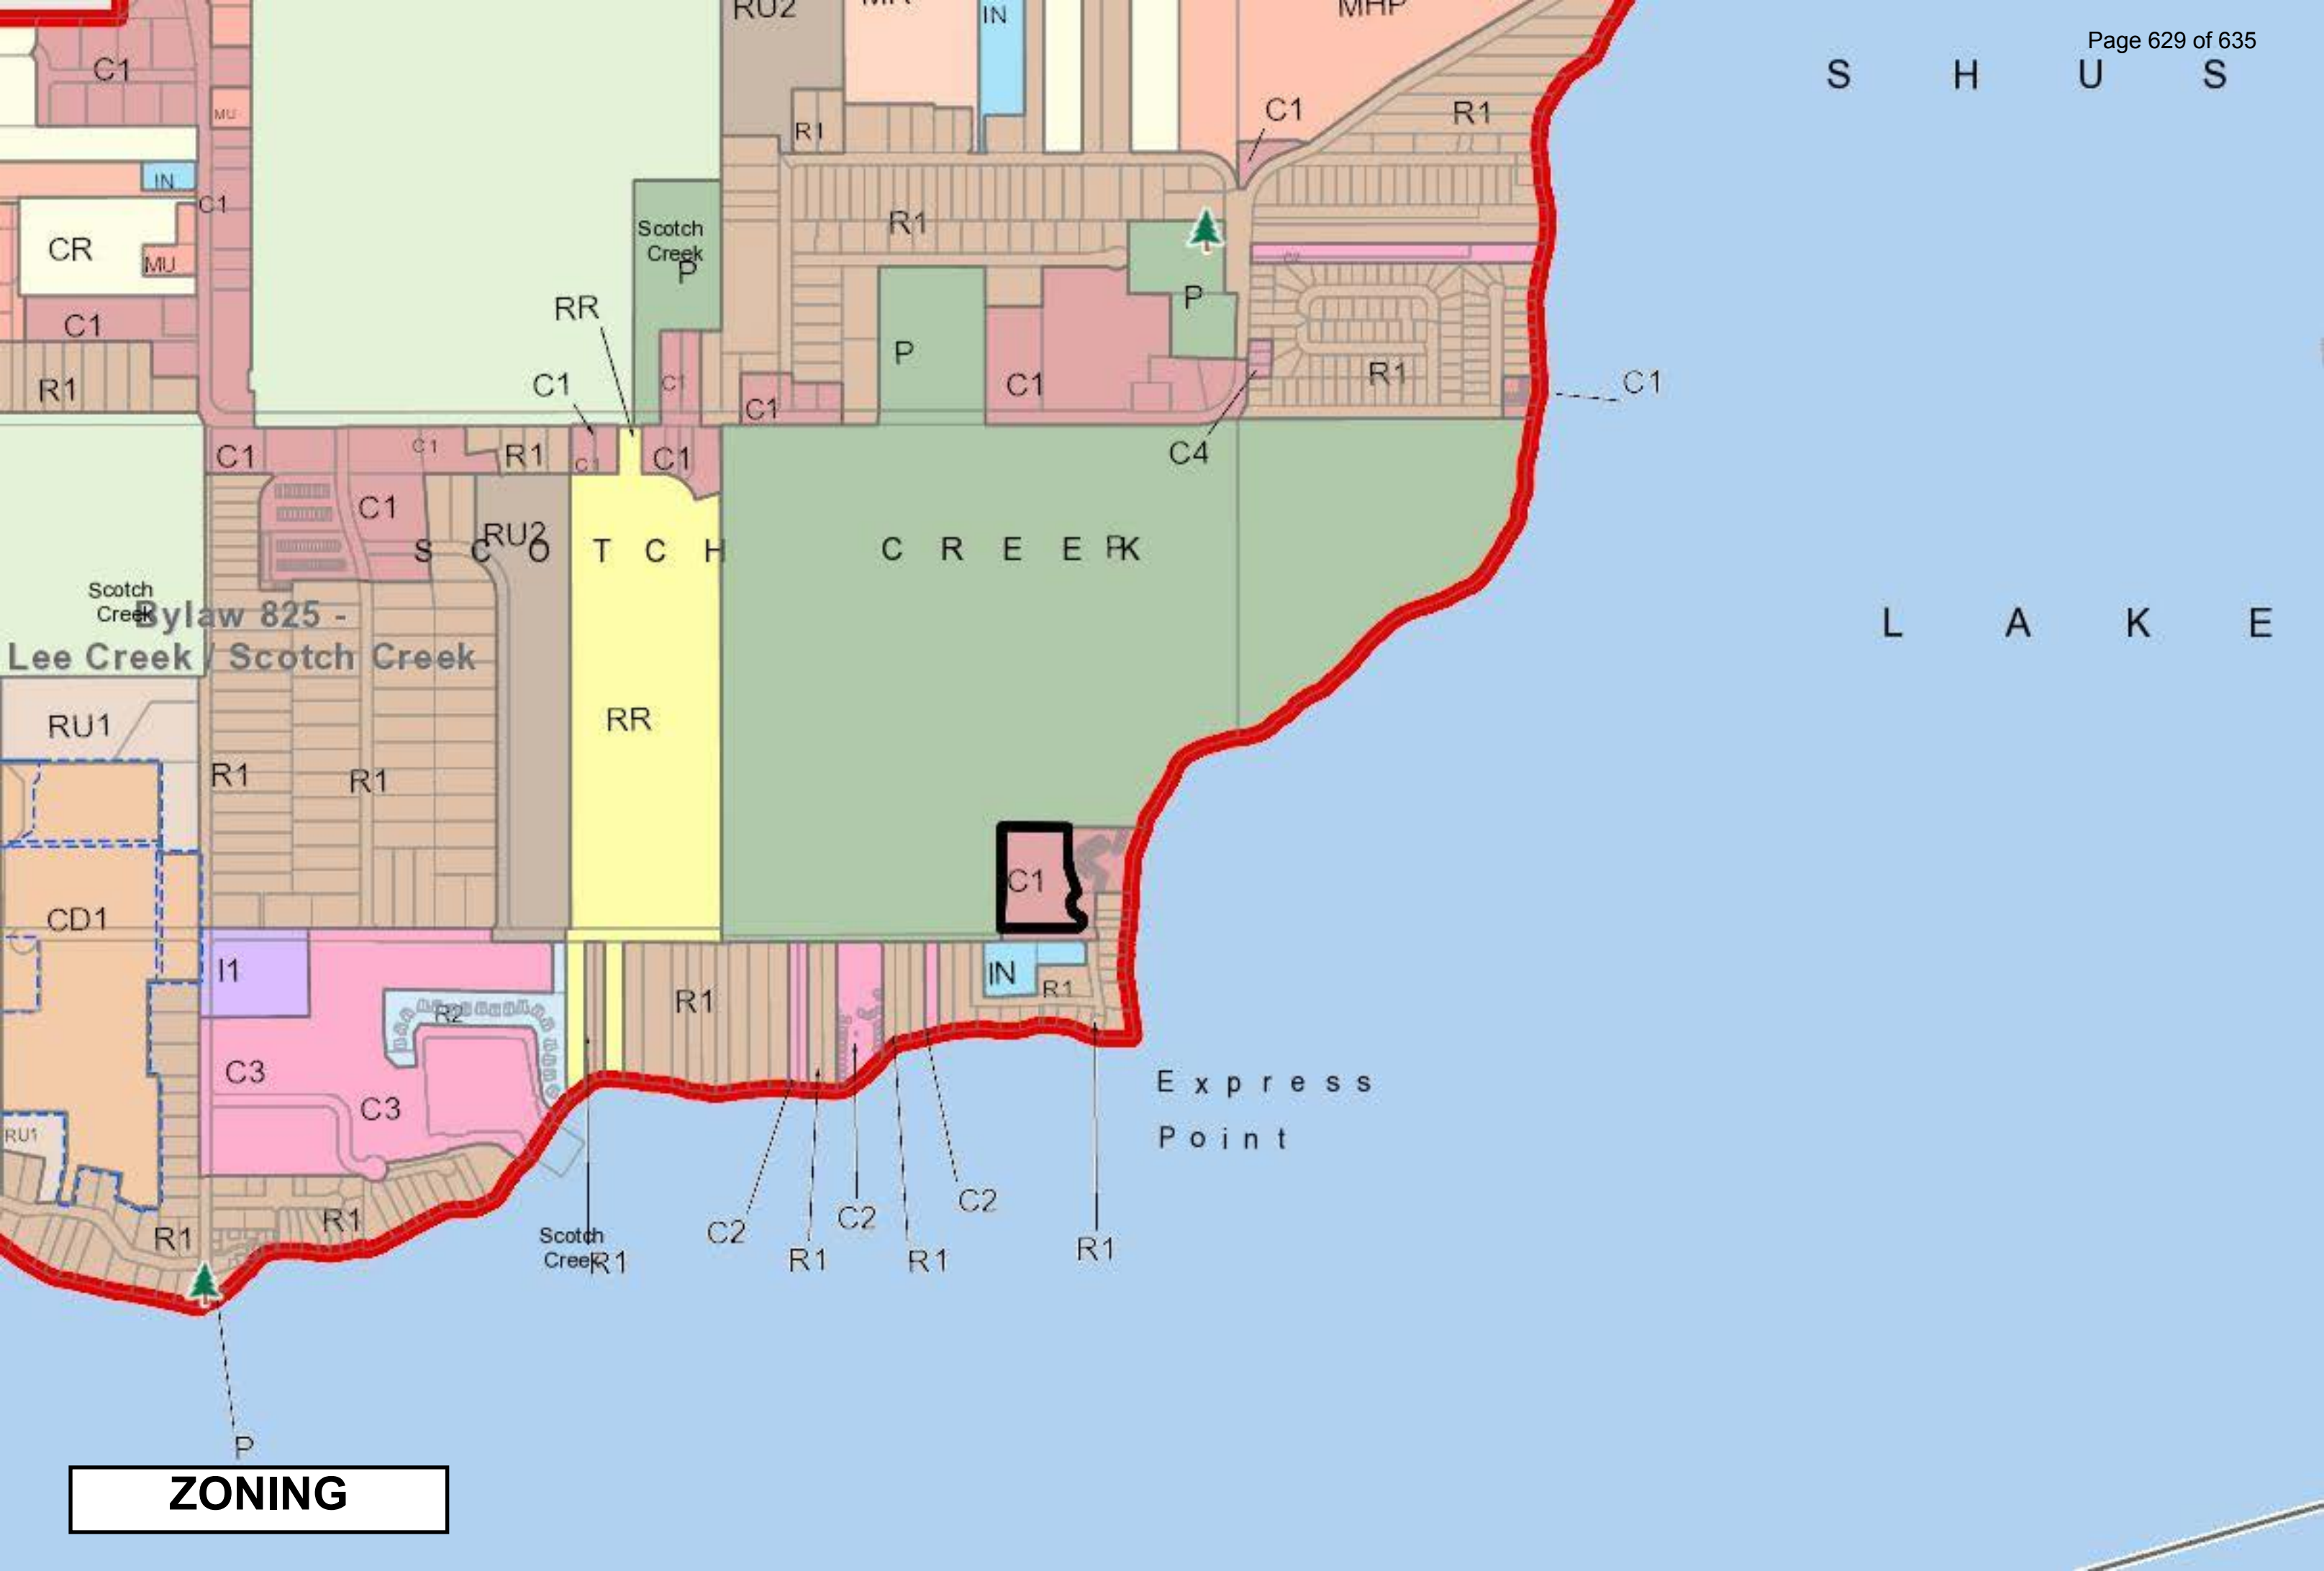 Page 629 of 635
RU2
IN
MHP
C1
S H U S
MU
C1
R1
R1
IN
C1
Scotch
Creek
P
R1
CR
MU
P
C2
RR
C1
P
R1
C1
C1
C1
C1
R1
C1
C4
C1
C1
R1
C1
C1
C1
RU2
S C O T C H C R E E K
P
Scotch
Creek
Bylaw 825 -
Lee Creek / Scotch Creek
L A K E
RU1
RR
R1
R1
C1
CD1
I1
IN
R1
R1
R2
C3
C3
Express
Point
RU1
C2
C2
C2
R1
R1
Scotch
Creek
R1
R1
R1
R1
P
ZONING